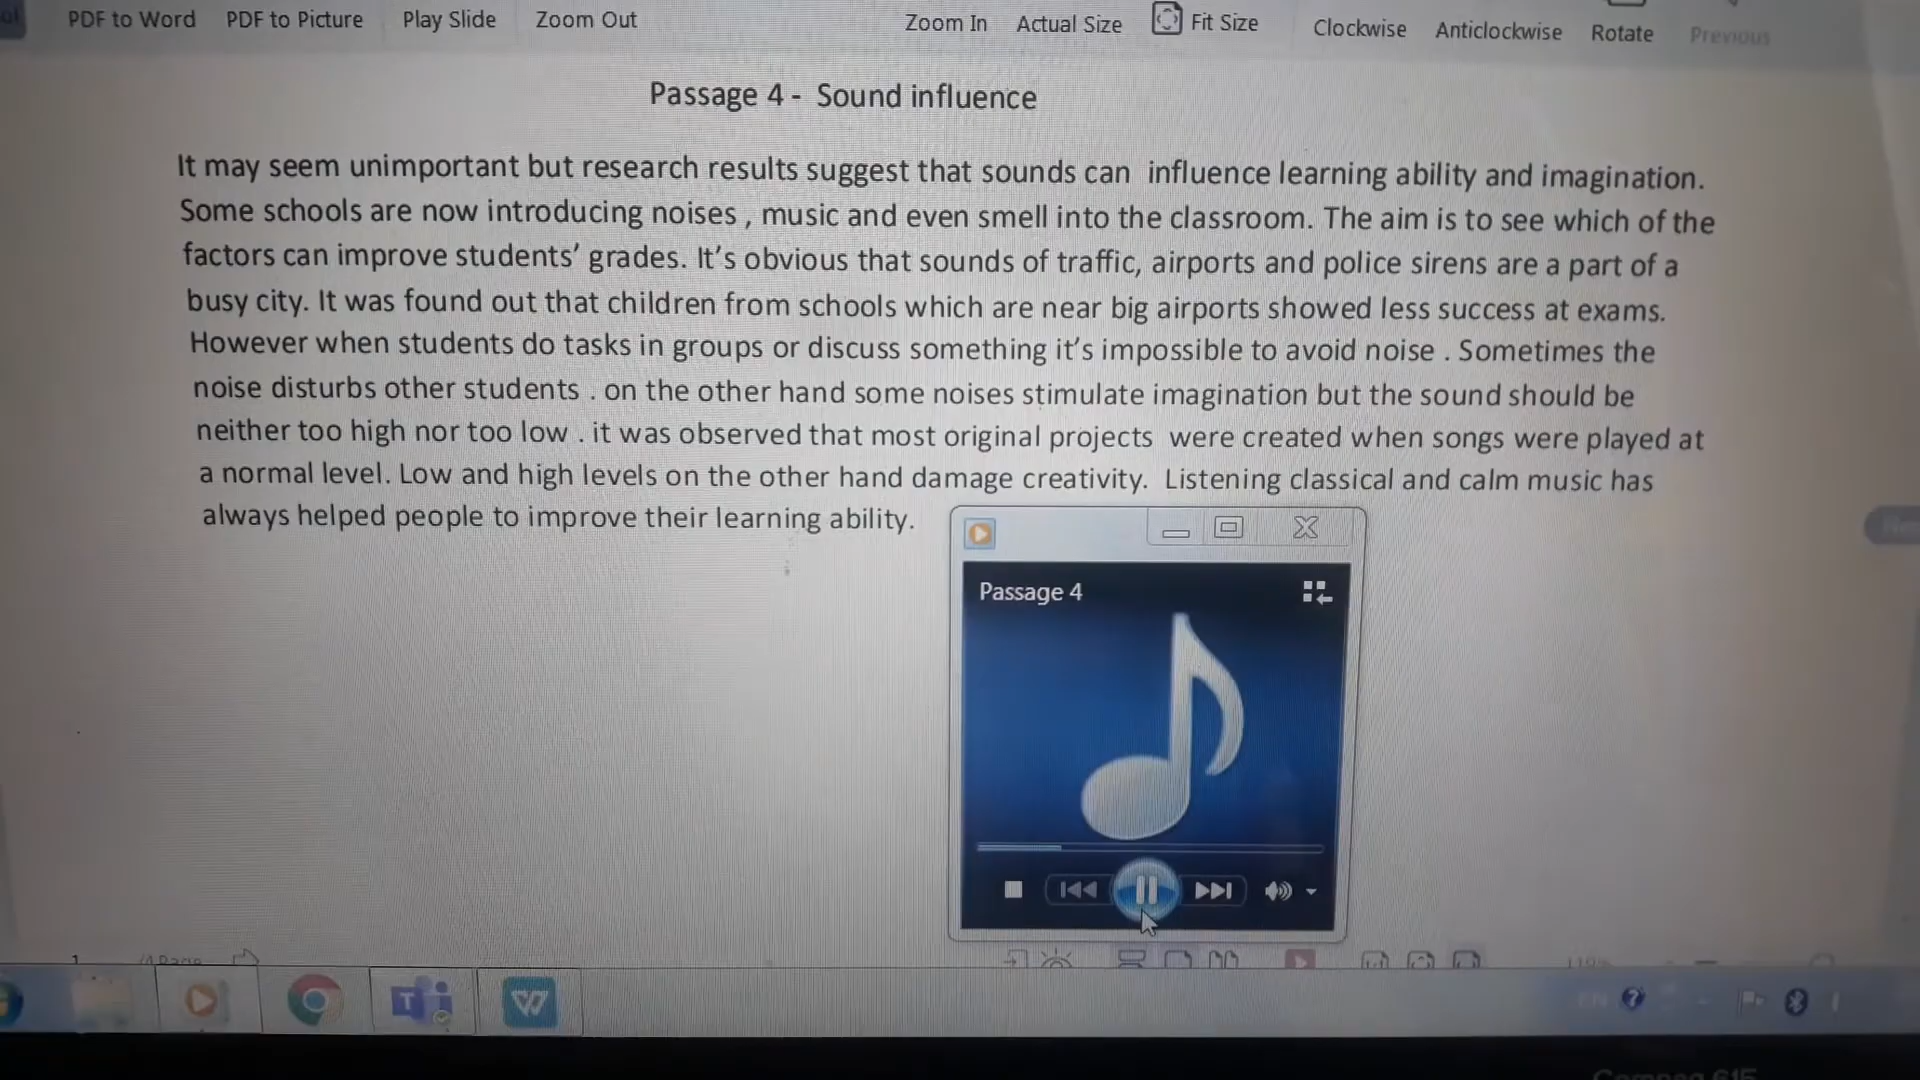 PDF to Word PDF to Picture Play Slide Zoom Out Zoom In Actual Size Fit Size Clockwise Anticlockwise Rotate Previous
Passage 4 - Sound influence
It may seem unimportant but research results suggest that sounds can influence learning ability and imagination.
Some schools are now introducing noises , music and even smell into the classroom. The aim is to see which of the
factors can improve students’ grades. It’s obvious that sounds of traffic, airports and police sirens are a part of a
busy city. It was found out that children from schools which are near big airports showed less success at exams.
However when students do tasks in groups or discuss something it’s impossible to avoid noise . Sometimes the
noise disturbs other students . on the other hand some noises stimulate imagination but the sound should be
neither too high nor too low . it was observed that most original projects were created when songs were played at
a normal level. Low and high levels on the other hand damage creativity. Listening classical and calm music has
always helped people to improve their learning ability.
Passage 4